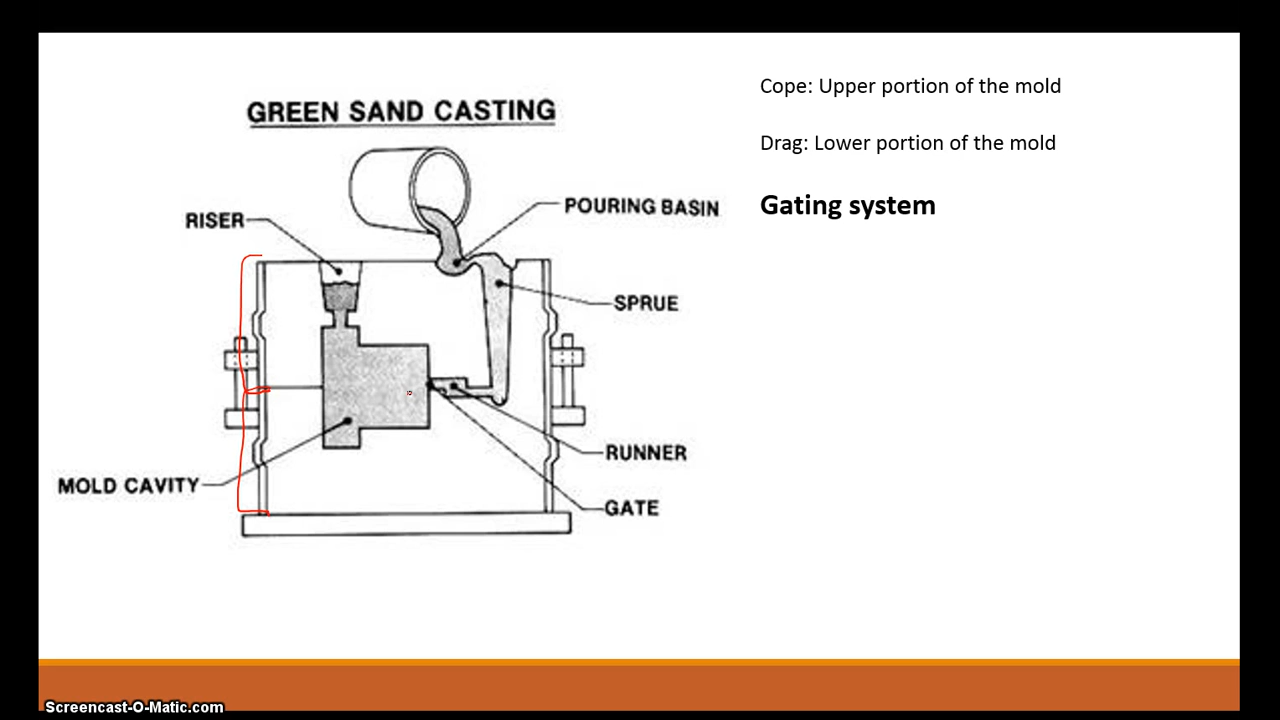 GREEN SAND CASTING
RISER
POURING BASIN
SPRUE
RUNNER
GATE
MOLD CAVITY
Cope: Upper portion of the mold
Drag: Lower portion of the mold
Gating system
Screencast-O-Matic.com